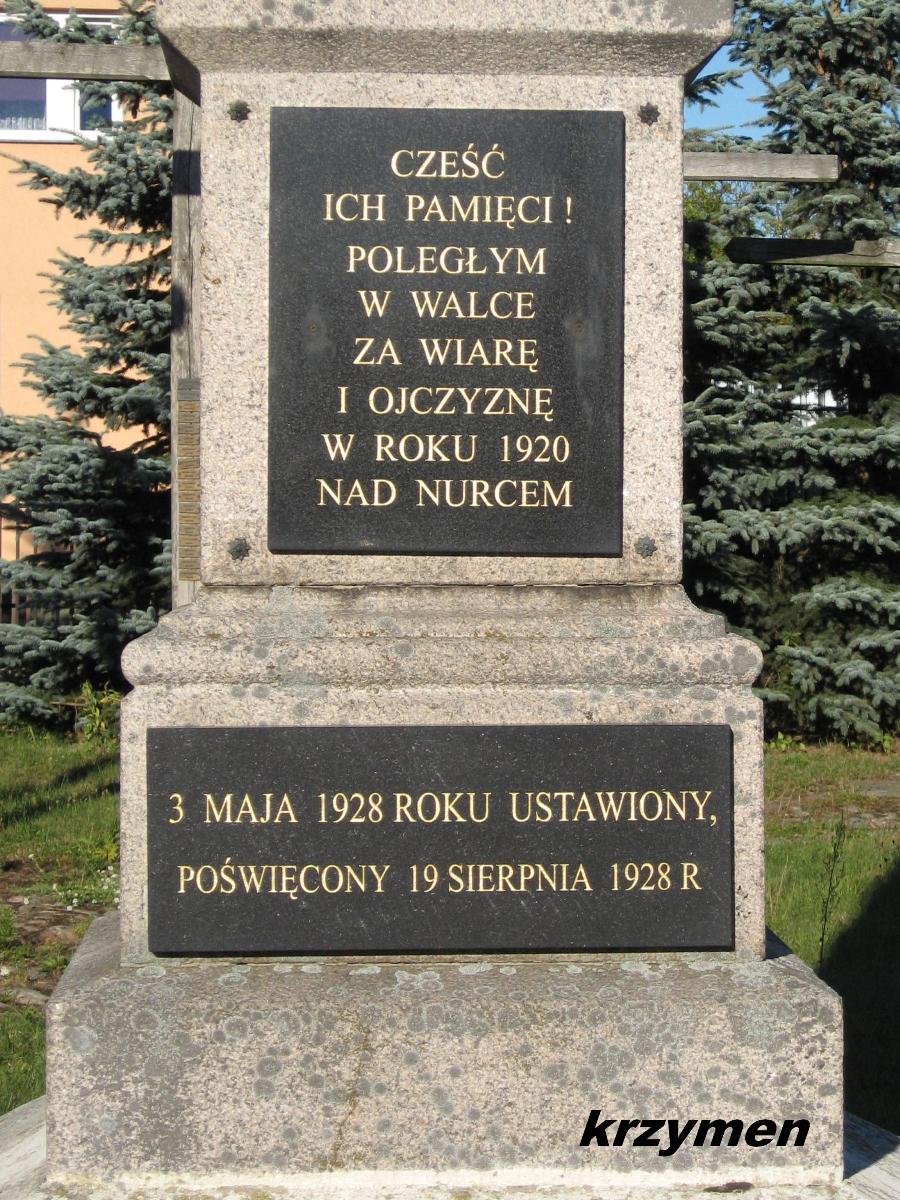 CZEŚĆ
ICH PAMIĘCI !
POLEGŁYM
W WALCE
ZA WIARĘ
I OJCZYZNĘ
W ROKU 1920
NAD NURCEM
3 MAJA 1928 ROKU USTAWIONY,
POŚWIĘCONY 19 SIERPNIA 1928 R
krzymen